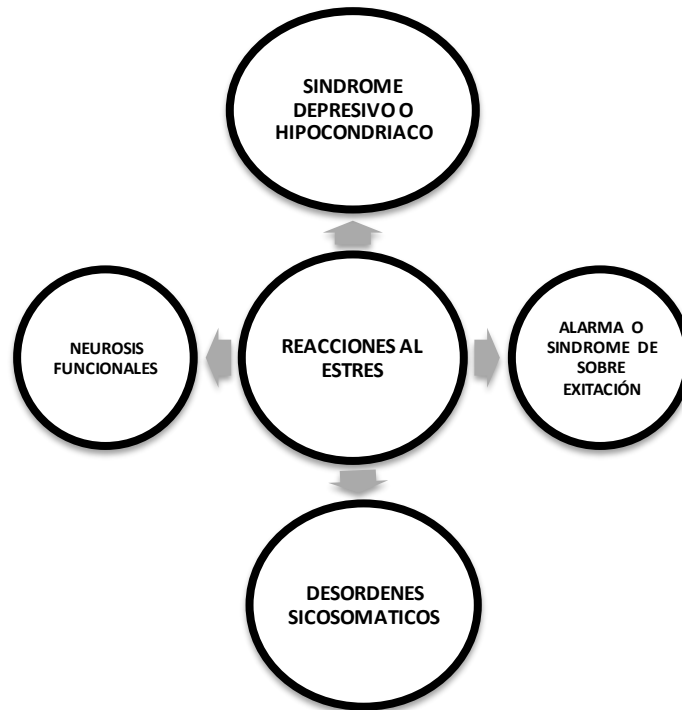 SINDROME
DEPRESIVO O
HIPOCONDRIACO
NEUROSIS
FUNCIONALES
REACCIONES AL
ESTRES
ALARMA O
SINDROME DE
SOBRE
EXITACIÓN
DESORDENES
SICOSOMATICOS